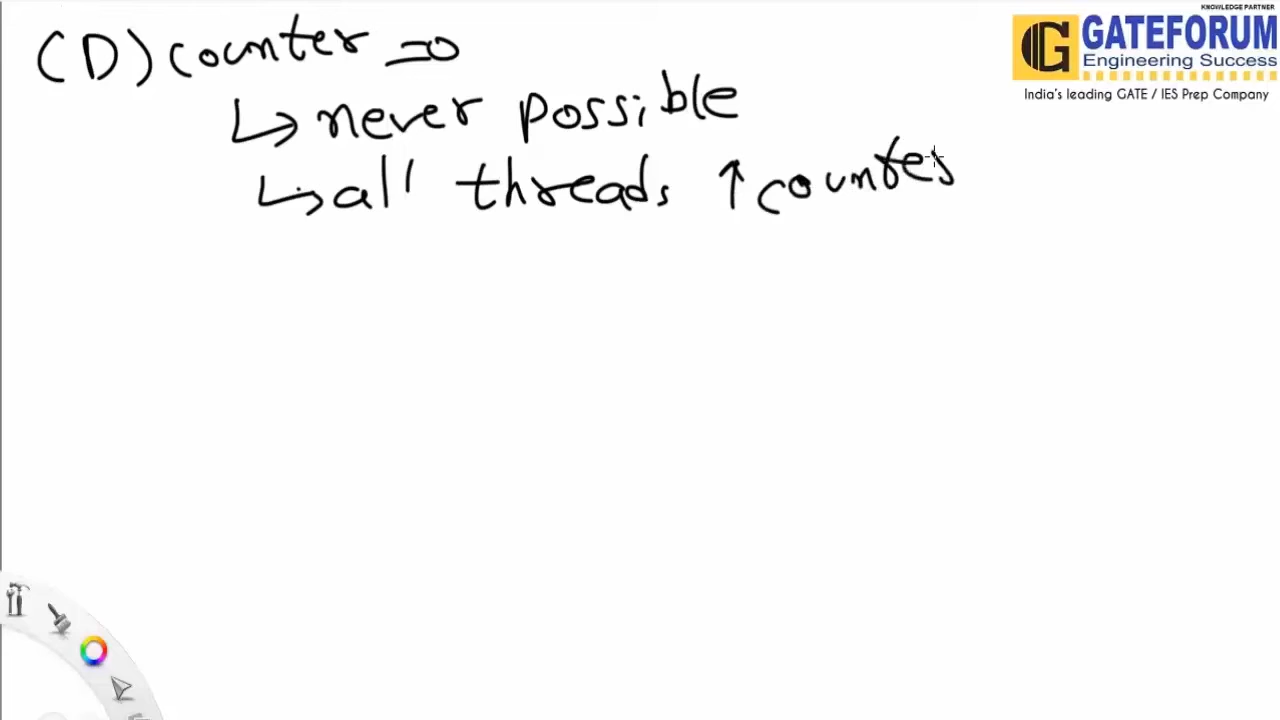 (D) counter = 0
↳ never possible
↳ all threads ↑ counter
KNOWLEDGE PARTNER
GATEFORUM
Engineering Success
India's leading GATE / IES Prep Company